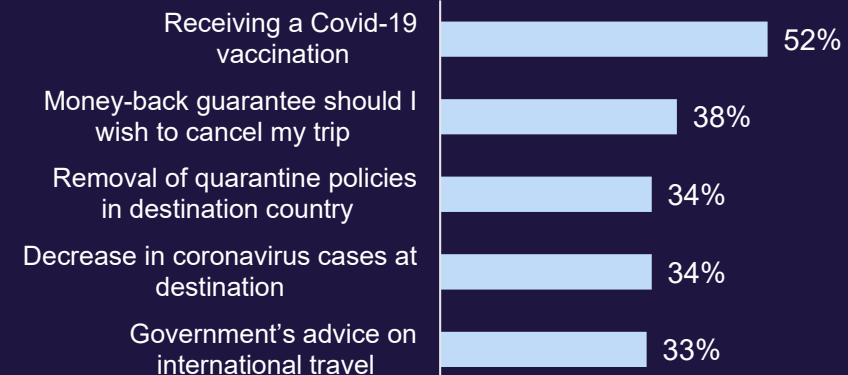 Receiving a Covid-19
vaccination
52%
Money-back guarantee should I
wish to cancel my trip
38%
Removal of quarantine policies
in destination country
34%
Decrease in coronavirus cases at
destination
34%
Government’s advice on
international travel
33%